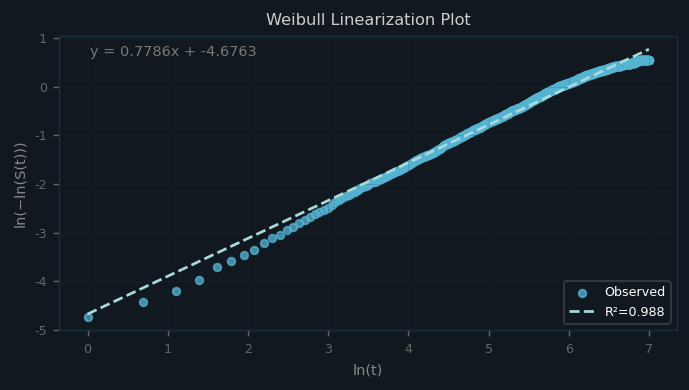 Weibull Linearization Plot
y = 0.7786x + -4.6763
ln(−ln(S(t)))
1
0
-1
-2
-3
-4
-5
Observed
R²=0.988
0 1 2 3 4 5 6 7
ln(t)